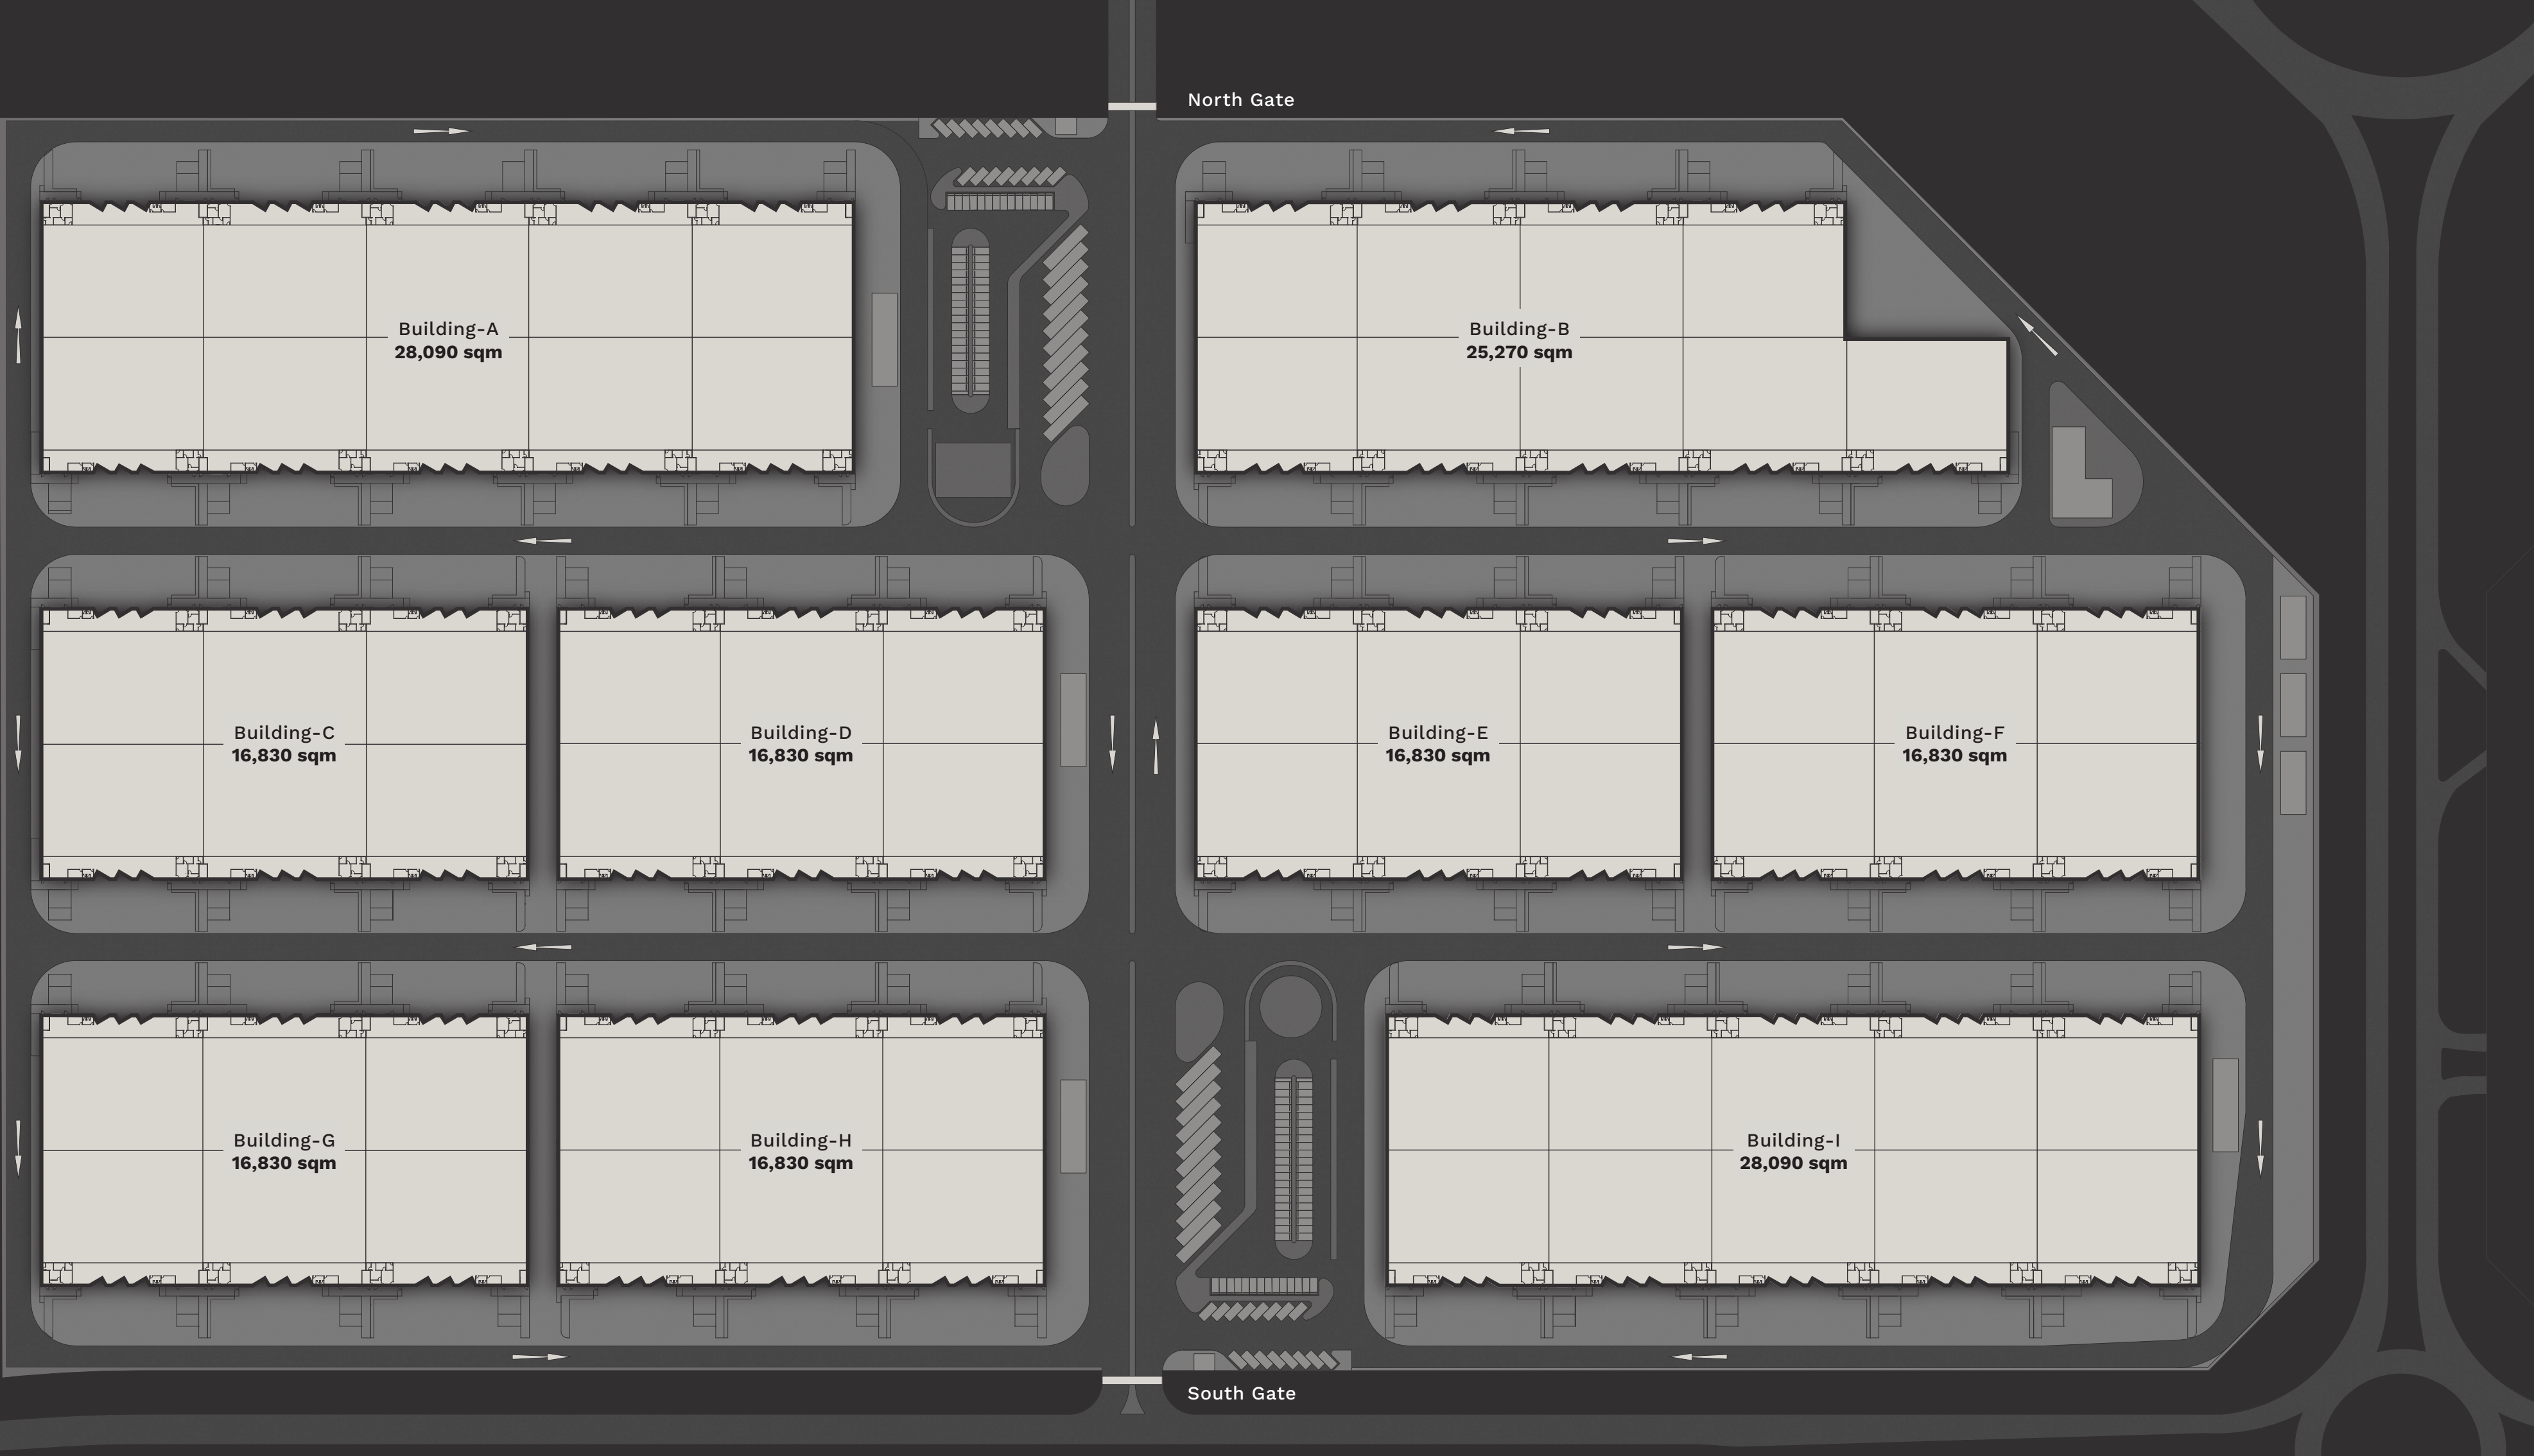 North Gate
Building-A
28,090 sqm
Building-B
25,270 sqm
Building-C
16,830 sqm
Building-D
16,830 sqm
Building-E
16,830 sqm
Building-F
16,830 sqm
Building-G
16,830 sqm
Building-H
16,830 sqm
Building-I
28,090 sqm
South Gate